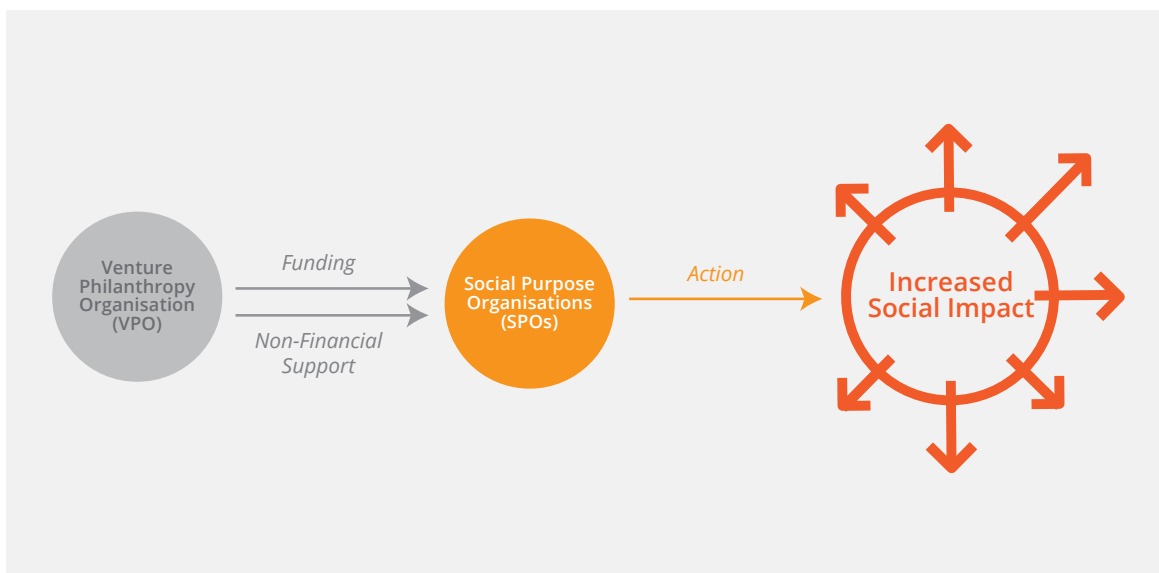 Venture
Philanthropy
Organisation
(VPO)
Funding
Non-Financial
Support
Social Purpose
Organisations
(SPOs)
Action
Increased
Social Impact